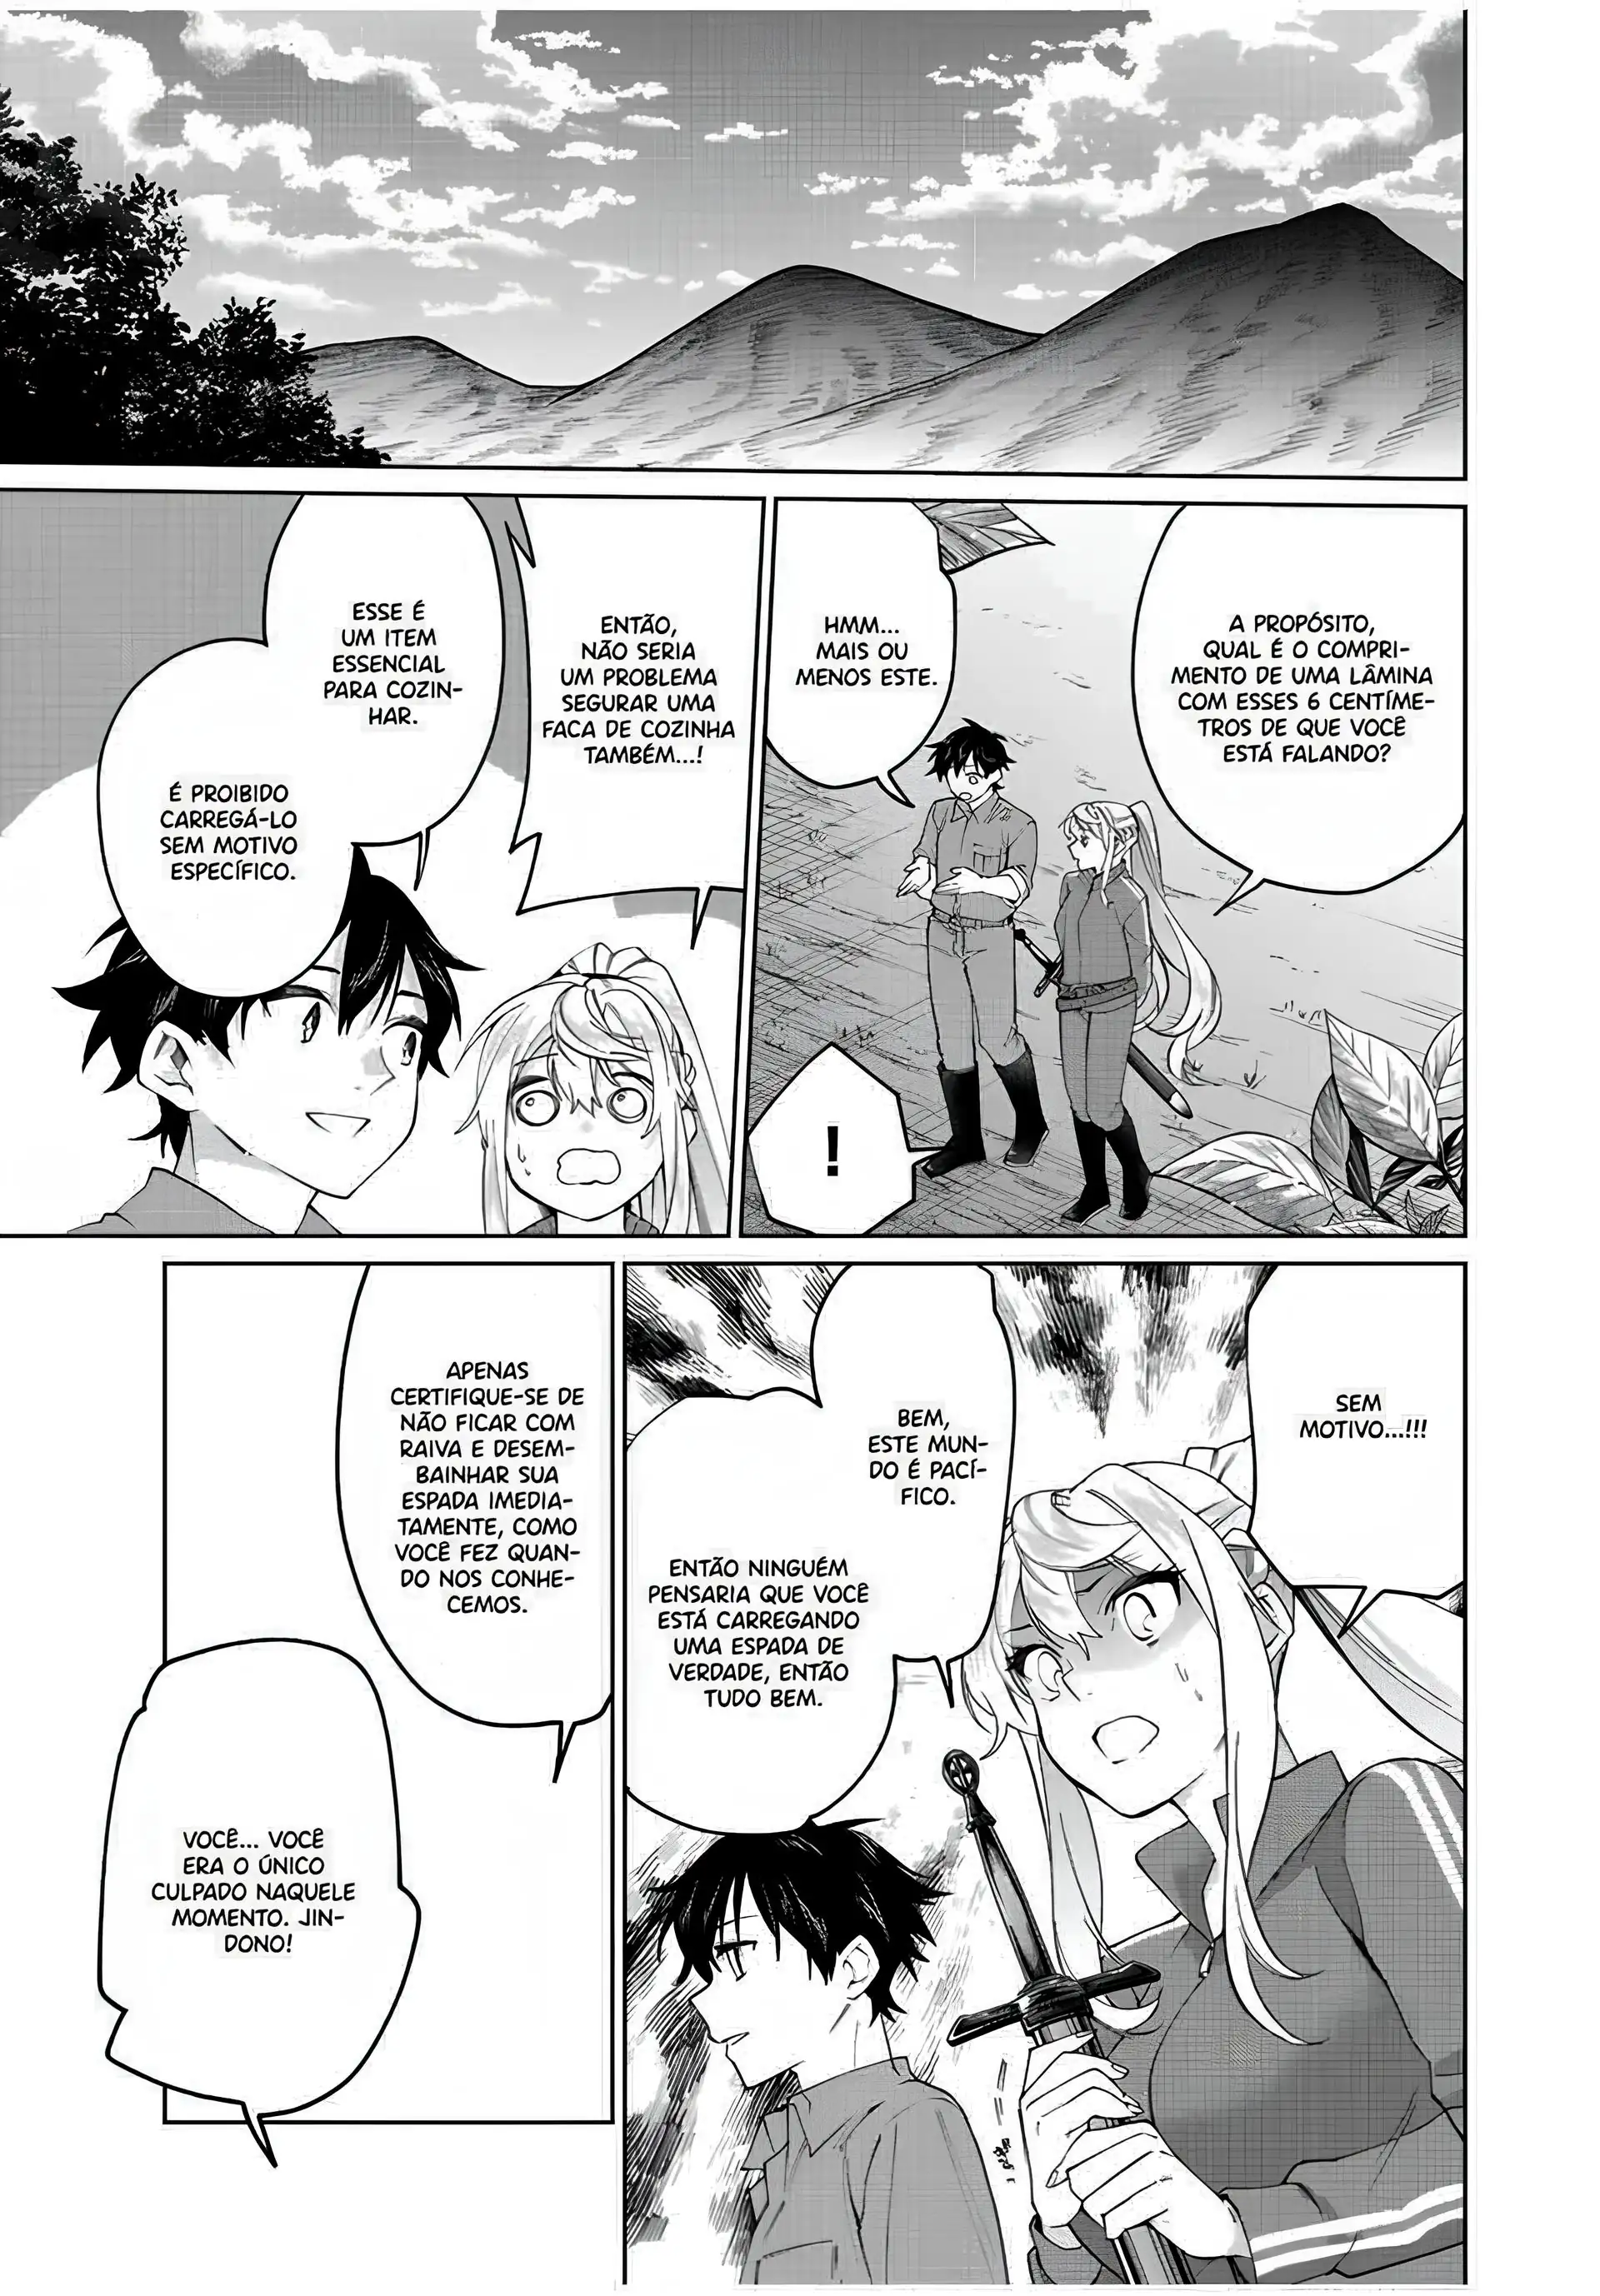 A PROPÓSITO,
QUAL É O COMPRI-
MENTO DE UMA LÂMINA
COM ESSES 6 CENTÍME-
TROS DE QUE VOCÊ
ESTÁ FALANDO?
HMM...
MAIS OU
MENOS ESTE.
!
ENTÃO,
NÃO SERIA
UM PROBLEMA
SEGURAR UMA
FACA DE COZINHA
TAMBÉM...!
ESSE É
UM ITEM
ESSENCIAL
PARA COZIN-
HAR.
É PROIBIDO
CARREGÁ-LO
SEM MOTIVO
ESPECÍFICO.
SEM
MOTIVO...!!!
BEM,
ESTE MUN-
DO É PACÍ-
FICO.
ENTÃO NINGUÉM
PENSARIA QUE VOCÊ
ESTÁ CARREGANDO
UMA ESPADA DE
VERDADE, ENTÃO
TUDO BEM.
APENAS
CERTIFIQUE-SE DE
NÃO FICAR COM
RAIVA E DESEM-
BAINHAR SUA
ESPADA IMEDIA-
TAMENTE, COMO
VOCÊ FEZ QUAN-
DO NOS CONHE-
CEMOS.
VOCÊ... VOCÊ
ERA O ÚNICO
CULPADO NAQUELE
MOMENTO. JIN-
DONO!